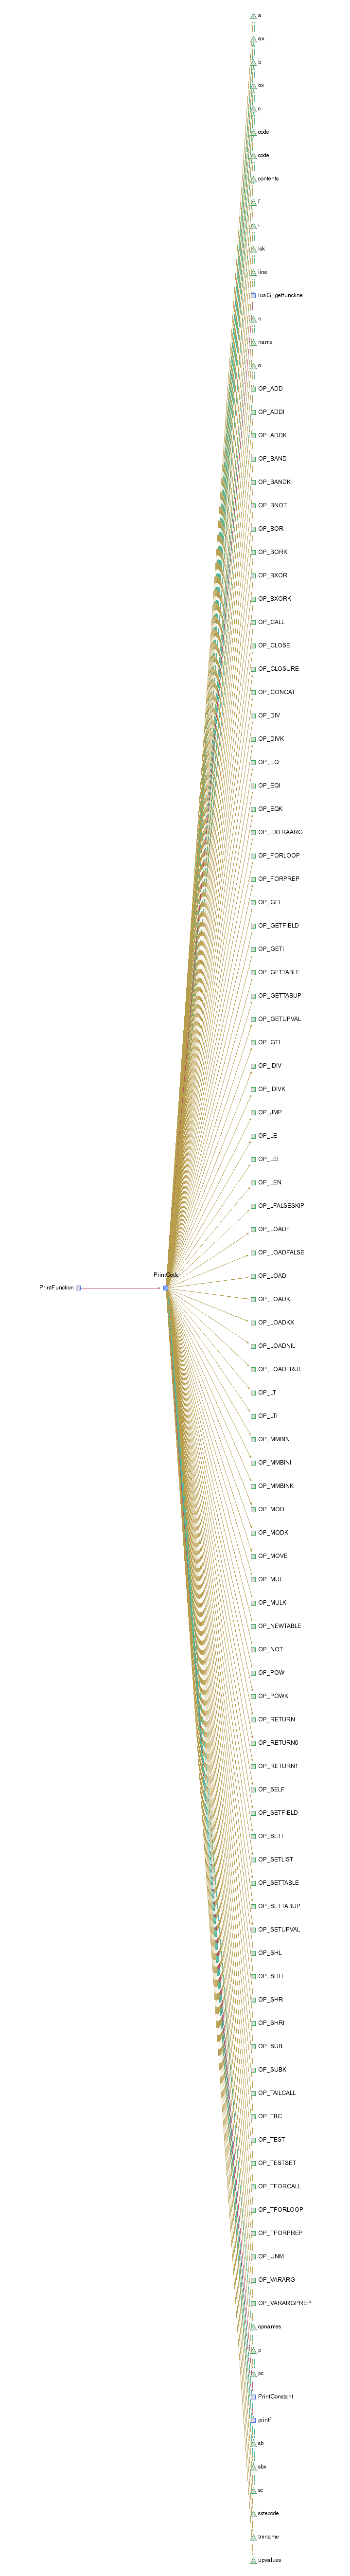 a
ax
b
bx
c
code
code
contents
f
i
isk
line
luaG_getfuncline
n
name
o
OP_ADD
OP_ADDI
OP_ADDK
OP_BAND
OP_BANDK
OP_BNOT
OP_BOR
OP_BORK
OP_BXOR
OP_BXORK
OP_CALL
OP_CLOSE
OP_CLOSURE
OP_CONCAT
OP_DIV
OP_DIVK
OP_EQ
OP_EQI
OP_EQK
OP_EXTRAARG
OP_FORLOOP
OP_FORPREP
OP_GEI
OP_GETFIELD
OP_GETI
OP_GETTABLE
OP_GETTABUP
OP_GETUPVAL
OP_GTI
OP_IDIV
OP_IDIVK
OP_JMP
OP_LE
OP_LEI
OP_LEN
OP_LFALSESKIP
OP_LOADF
OP_LOADFALSE
PrintCode
OP_LOADI
PrintFunction
OP_LOADK
OP_LOADKX
OP_LOADNIL
OP_LOADTRUE
OP_LT
OP_LTI
OP_MMBIN
OP_MMBINI
OP_MMBINK
OP_MOD
OP_MODK
OP_MOVE
OP_MUL
OP_MULK
OP_NEWTABLE
OP_NOT
OP_POW
OP_POWK
OP_RETURN
OP_RETURN0
OP_RETURN1
OP_SELF
OP_SETFIELD
OP_SETI
OP_SETLIST
OP_SETTABLE
OP_SETTABUP
OP_SETUPVAL
OP_SHL
OP_SHLI
OP_SHR
OP_SHRI
OP_SUB
OP_SUBK
OP_TAILCALL
OP_TBC
OP_TEST
OP_TESTSET
OP_TFORCALL
OP_TFORLOOP
OP_TFORPREP
OP_UNM
OP_VARARG
OP_VARARGPREP
opnames
p
pc
PrintConstant
printf
sb
sbx
sc
sizecode
tmname
upvalues